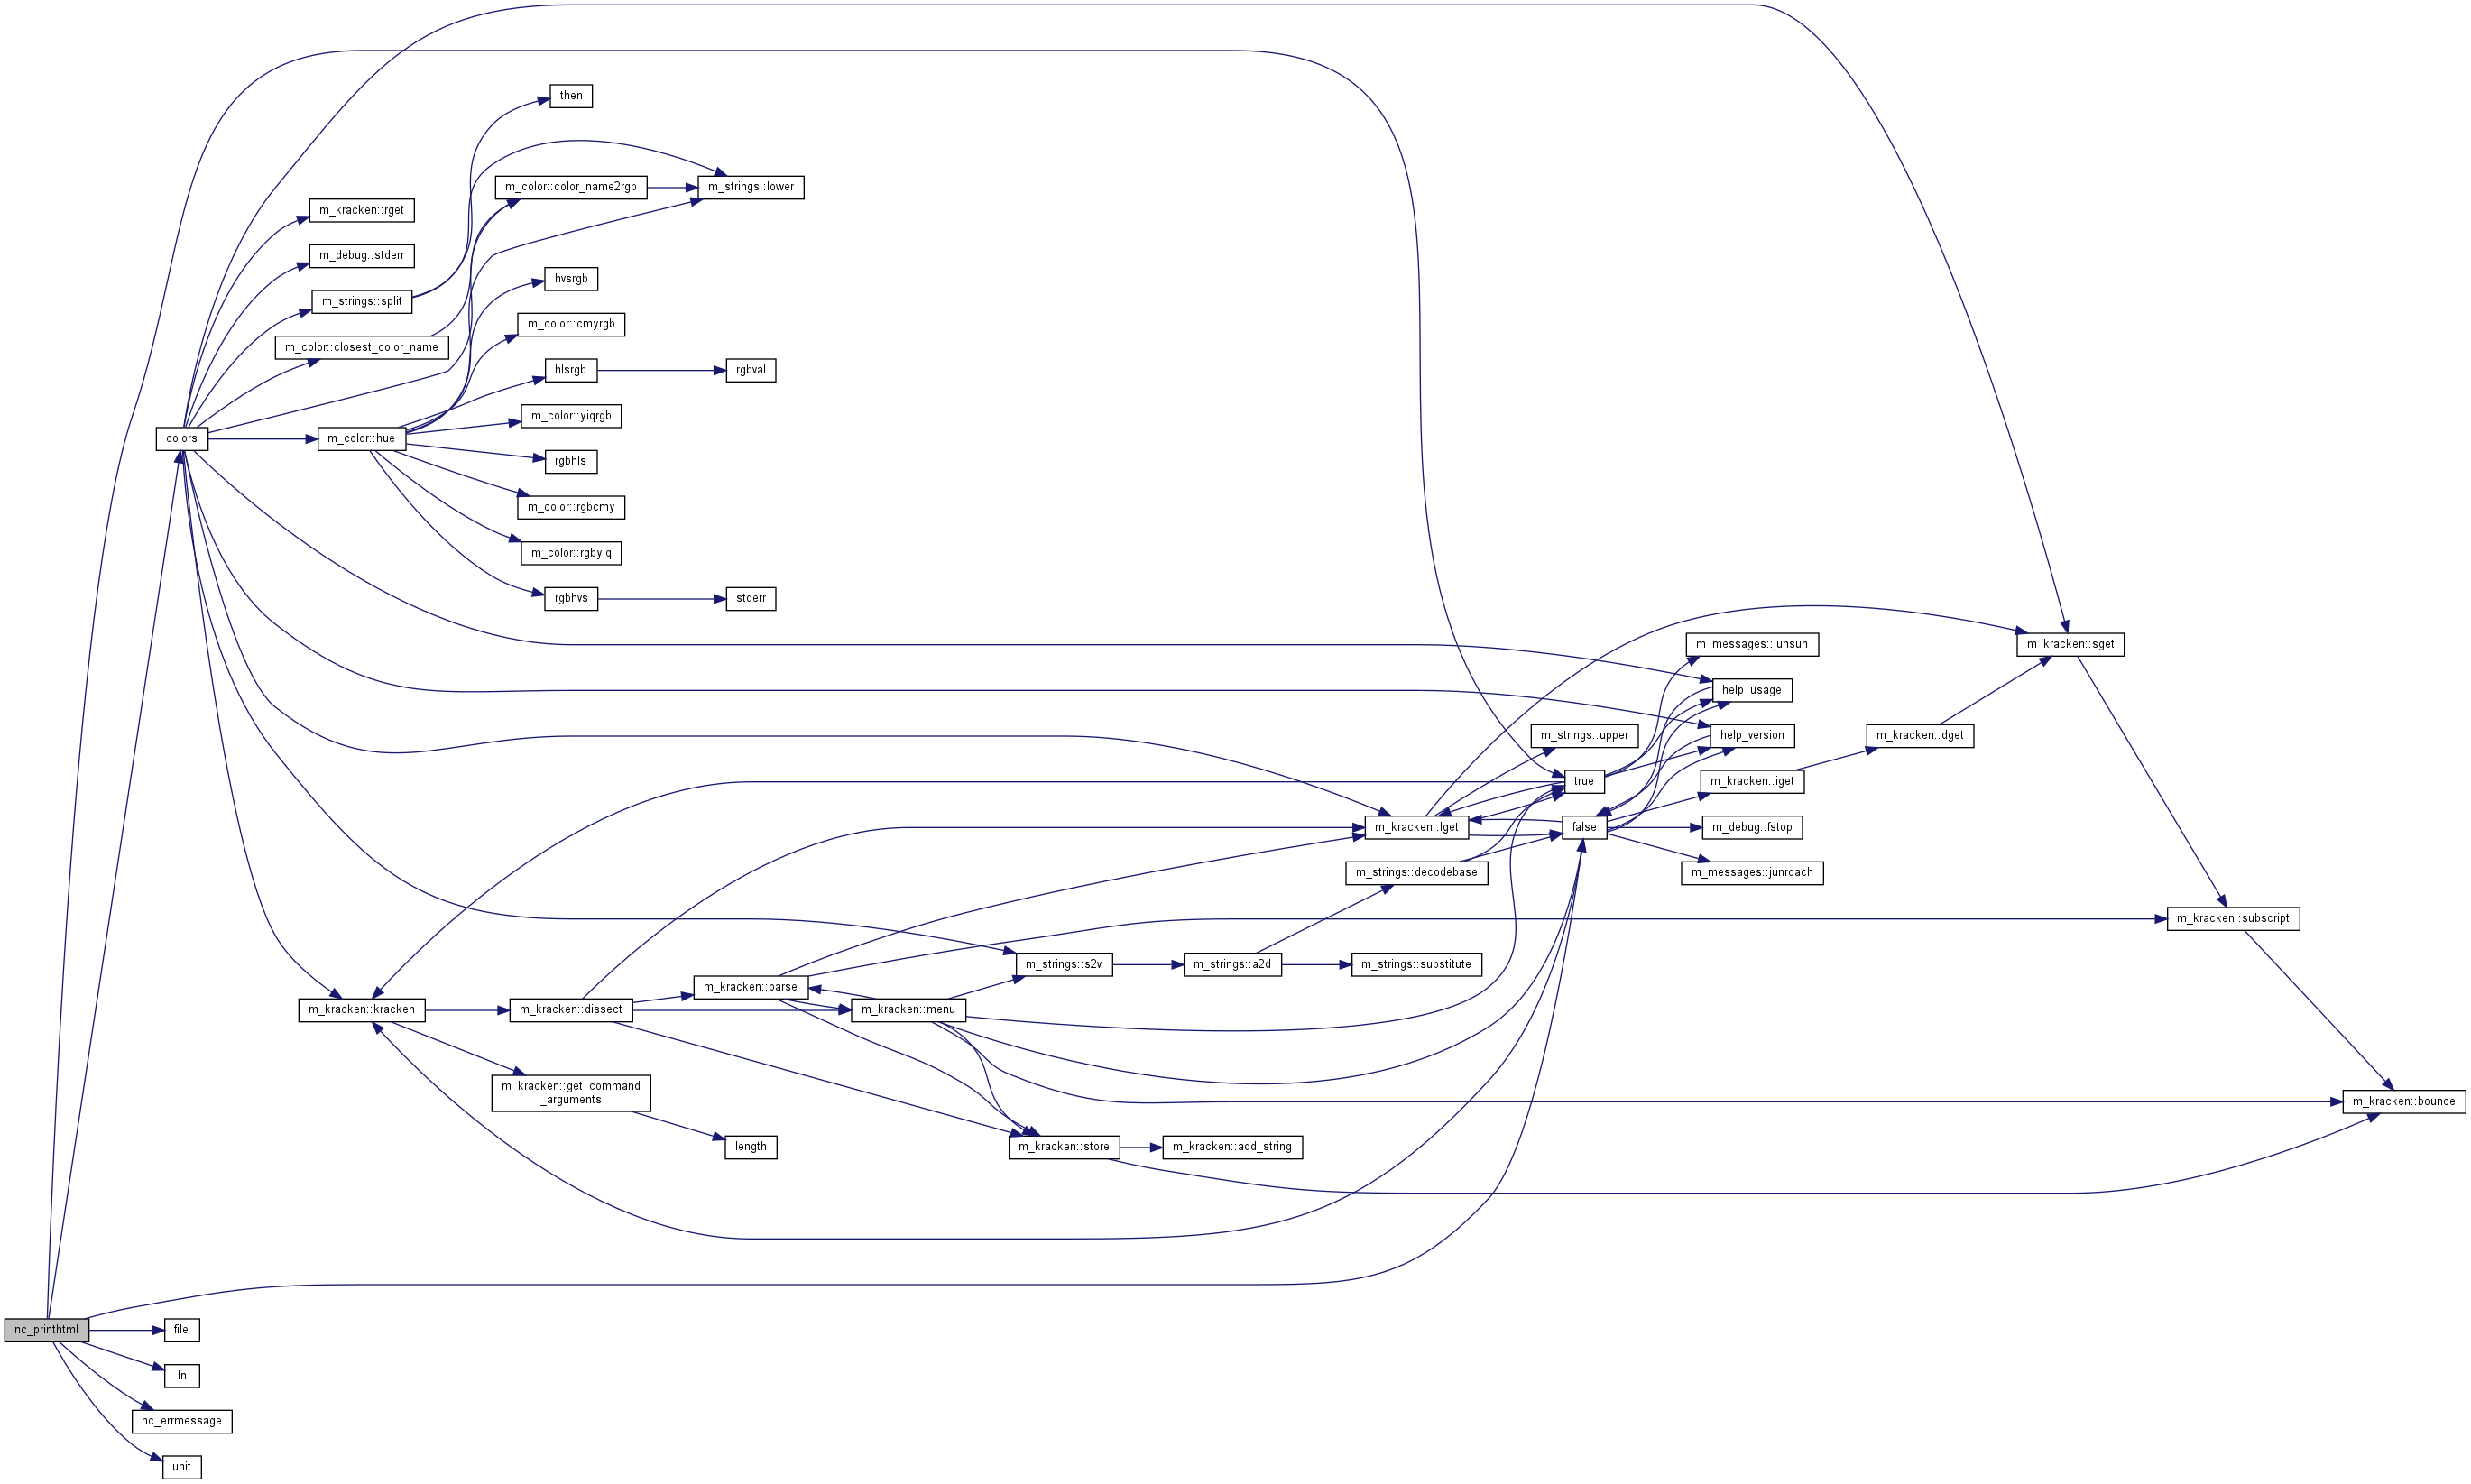 then
m_color::color_name2rgb
m_strings::lower
m_kracken::rget
m_debug::stderr
hvsrgb
m_strings::split
m_color::cmyrgb
m_color::closest_color_name
hlsrgb
rgbval
m_color::yiqrgb
colors
m_color::hue
rgbhls
m_color::rgbcmy
m_color::rgbyiq
rgbhvs
stderr
m_messages::junsun
m_kracken::sget
help_usage
m_strings::upper
help_version
m_kracken::dget
true
m_kracken::iget
m_kracken::lget
false
m_debug::fstop
m_strings::decodebase
m_messages::junroach
m_kracken::subscript
m_strings::s2v
m_strings::a2d
m_strings::substitute
m_kracken::parse
m_kracken::kracken
m_kracken::dissect
m_kracken::menu
m_kracken::get_command
_arguments
m_kracken::bounce
length
m_kracken::store
m_kracken::add_string
nc_printhtml
file
ln
nc_errmessage
unit